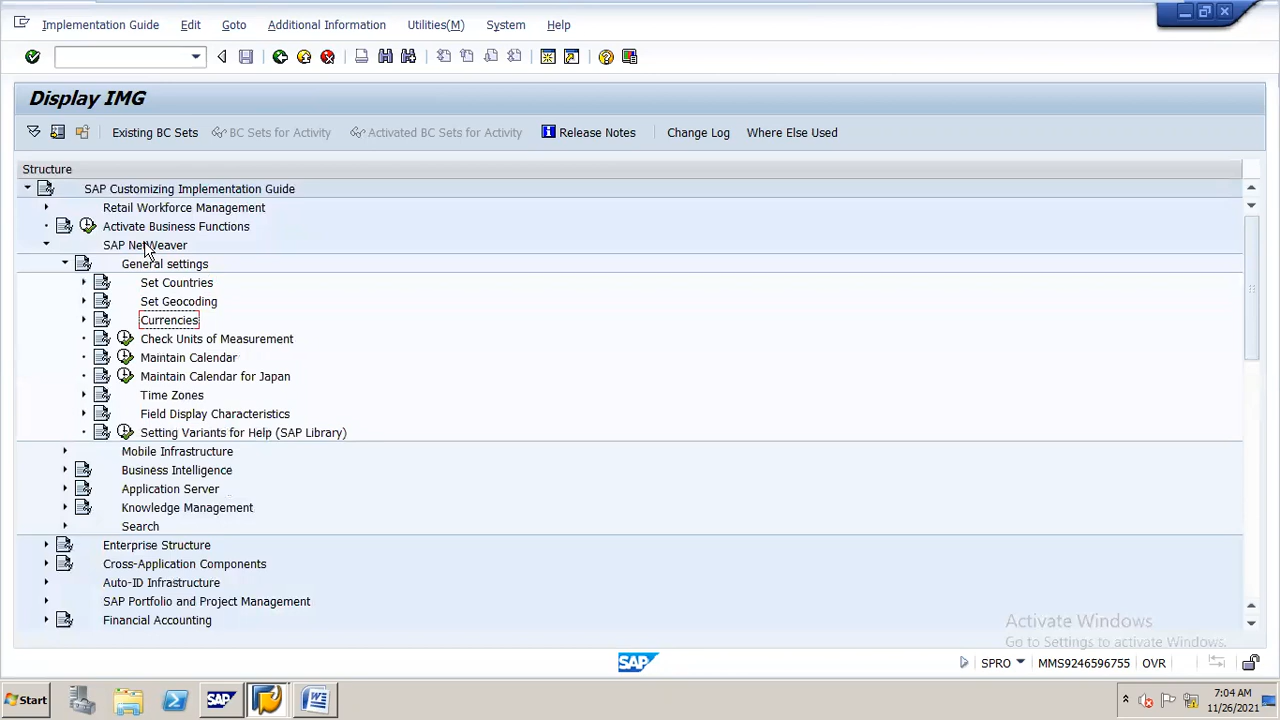 Implementation Guide Edit Goto Additional Information Utilities(M) System Help
Display IMG
Existing BC Sets BC Sets for Activity Activated BC Sets for Activity Release Notes Change Log Where Else Used
Structure
SAP Customizing Implementation Guide
Retail Workforce Management
Activate Business Functions
SAP NetWeaver
General settings
Set Countries
Set Geocoding
Currencies
Check Units of Measurement
Maintain Calendar
Maintain Calendar for Japan
Time Zones
Field Display Characteristics
Setting Variants for Help (SAP Library)
Mobile Infrastructure
Business Intelligence
Application Server
Knowledge Management
Search
Enterprise Structure
Cross-Application Components
Auto-ID Infrastructure
SAP Portfolio and Project Management
Financial Accounting
Activate Windows
Go to Settings to activate Windows.
SAP SPRO MMS9246596755 OVR
Start SAP 7:04 AM
11/26/2021